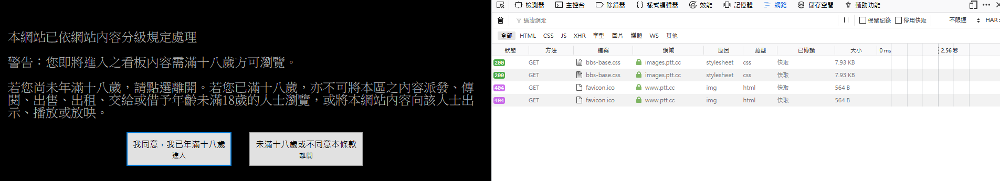 本網站已依網站內容分級規定處理
警告：您即將進入之看板內容需滿十八歲方可瀏覽。
若您尚未年滿十八歲，請點選離開。若您已滿十八歲，亦不可將本區之內容派發、傳
閱、出售、出租、交給或借予年齡未滿18歲的人士瀏覽，或將本網站內容向該人士出
示、播放或放映。
我同意，我已年滿十八歲
進入
未滿十八歲或不同意本條款
離開
檢測器 主控台 除錯器 樣式編輯器 效能 記憶體 網路 儲存空間 輔助功能
過濾網址 保留紀錄 停用快取 不限速 HAR
全部 HTML CSS JS XHR 字型 圖片 媒體 WS 其他
狀態 方法 檔案 網域 原因 類型 已傳輸 大小 0 ms 2.56 秒
200 GET bbs-base.css images.ptt.cc stylesheet css 快取 7.93 KB
200 GET bbs-base.css images.ptt.cc stylesheet css 快取 7.93 KB
404 GET favicon.ico www.ptt.cc img html 快取 564 B
404 GET favicon.ico www.ptt.cc img html 快取 564 B